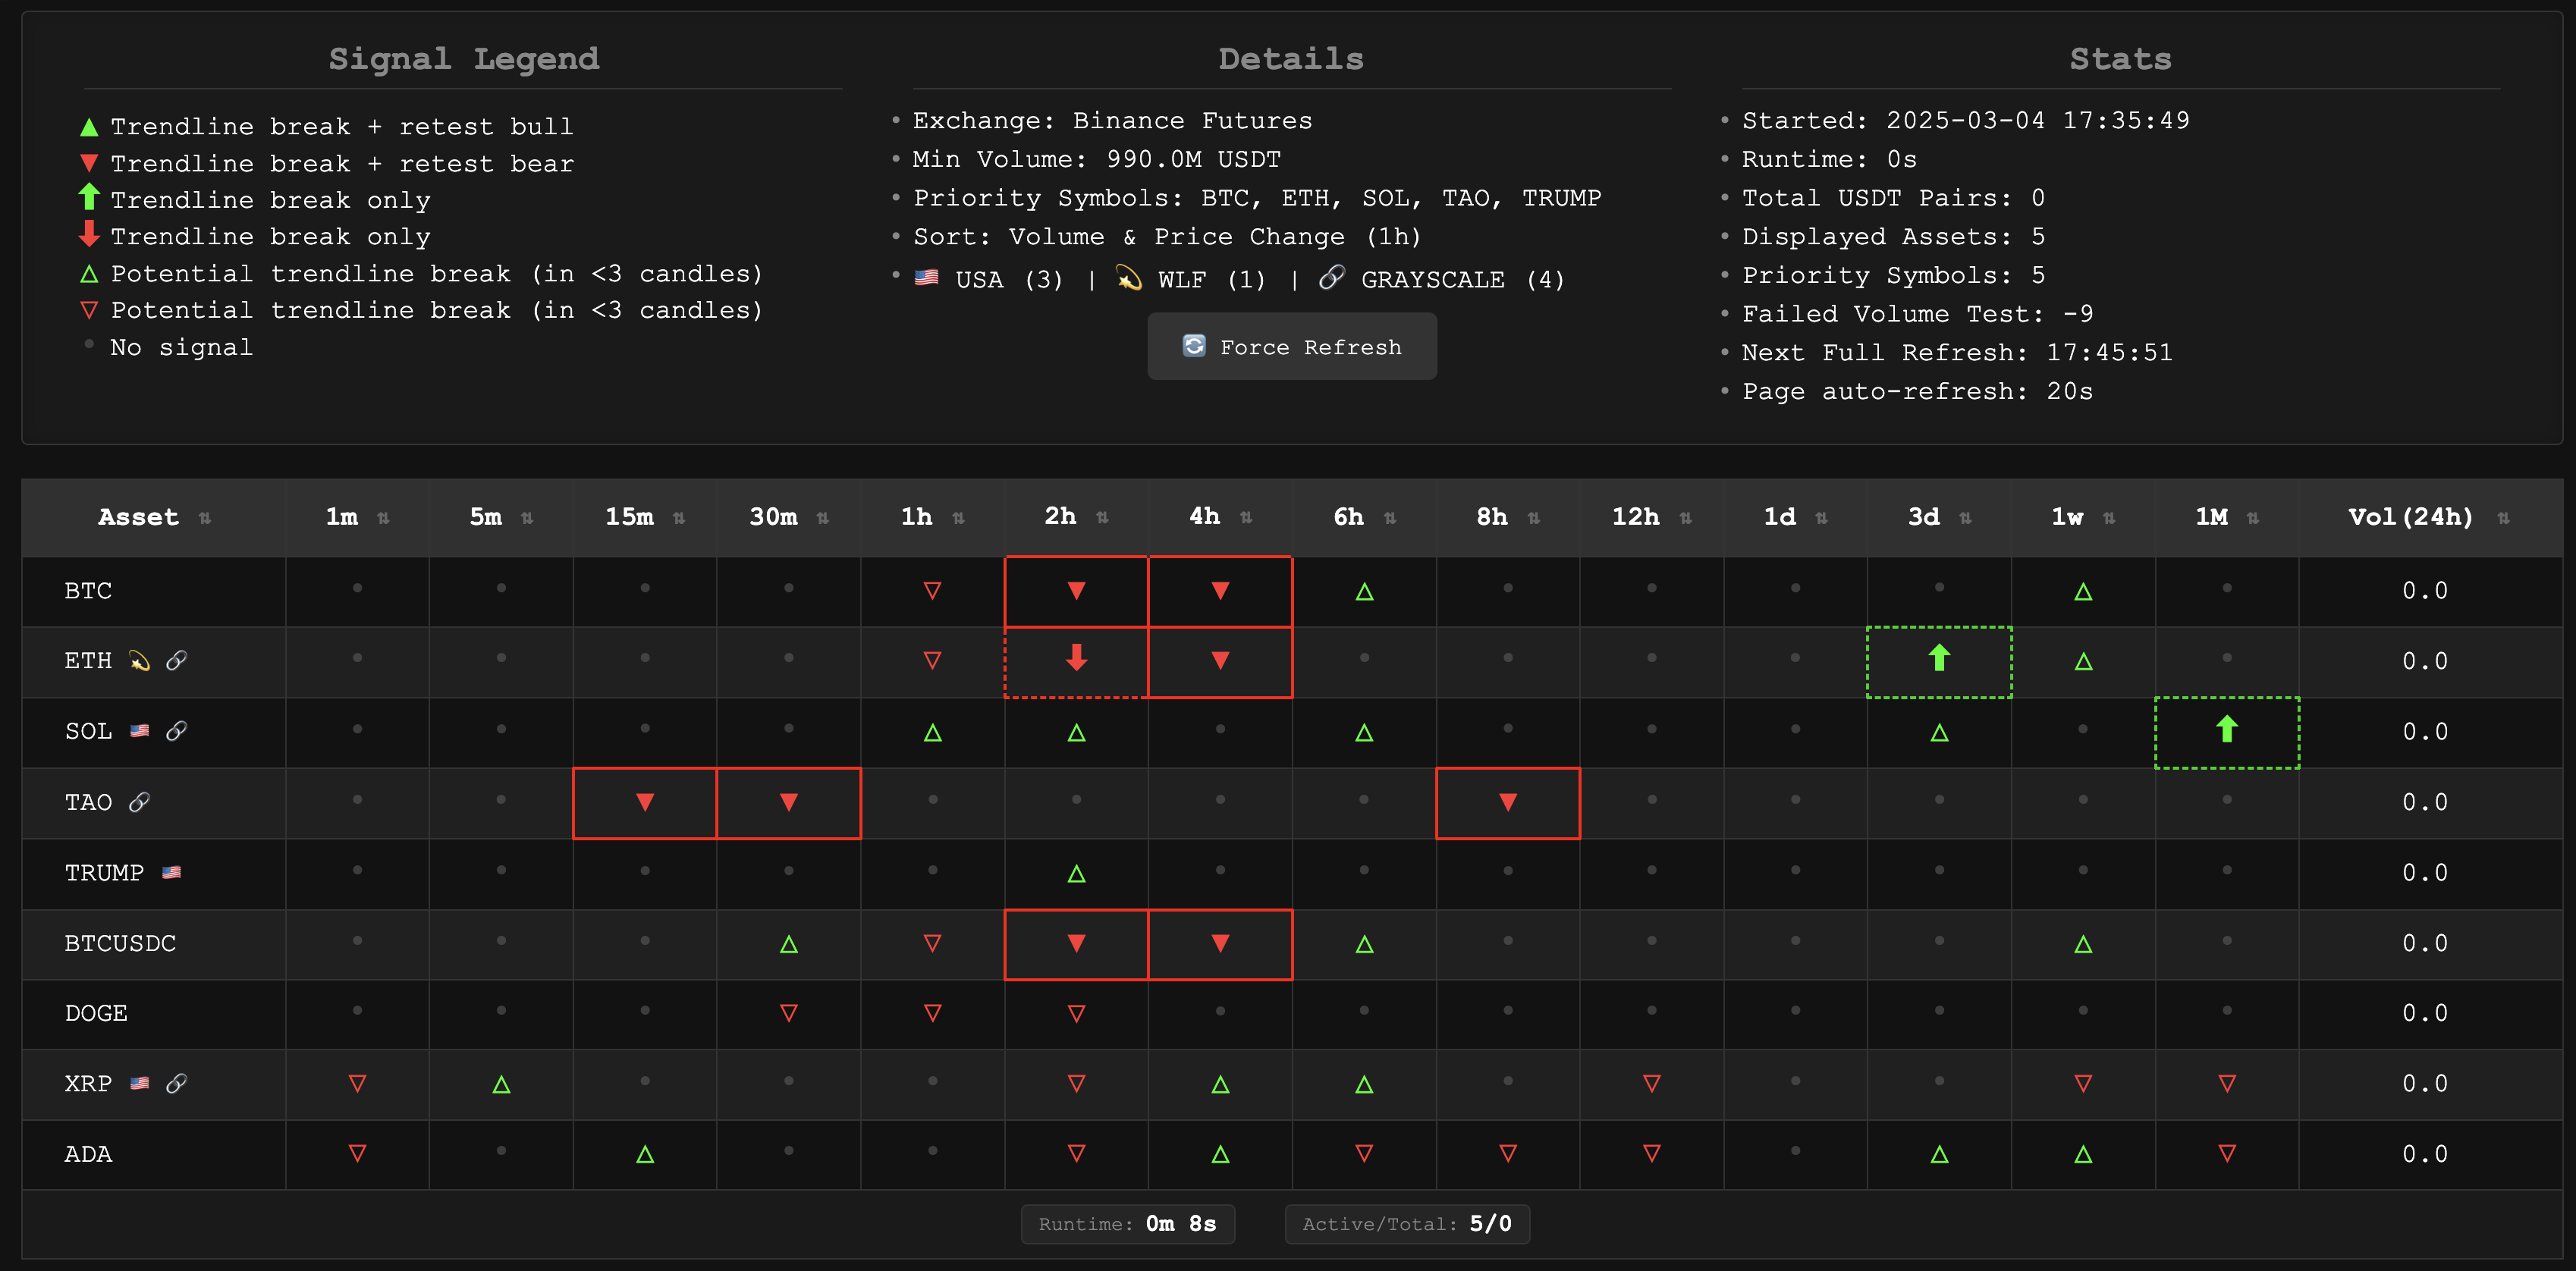 Signal Legend
▲ Trendline break + retest bull
▼ Trendline break + retest bear
⬆ Trendline break only
⬇ Trendline break only
△ Potential trendline break (in <3 candles)
▽ Potential trendline break (in <3 candles)
• No signal
Details
• Exchange: Binance Futures
• Min Volume: 990.0M USDT
• Priority Symbols: BTC, ETH, SOL, TAO, TRUMP
• Sort: Volume & Price Change (1h)
• 🇺🇸 USA (3) | 💫 WLF (1) | 🔗 GRAYSCALE (4)
🔄 Force Refresh
Stats
• Started: 2025-03-04 17:35:49
• Runtime: 0s
• Total USDT Pairs: 0
• Displayed Assets: 5
• Priority Symbols: 5
• Failed Volume Test: -9
• Next Full Refresh: 17:45:51
• Page auto-refresh: 20s
Asset ⇅ 1m ⇅ 5m ⇅ 15m ⇅ 30m ⇅ 1h ⇅ 2h ⇅ 4h ⇅ 6h ⇅ 8h ⇅ 12h ⇅ 1d ⇅ 3d ⇅ 1w ⇅ 1M ⇅ Vol(24h) ⇅
BTC • • • • ▽ ▼ ▼ △ • • • • △ • 0.0
ETH 💫 🔗 • • • • ▽ ⬇ ▼ • • • • ⬆ △ • 0.0
SOL 🇺🇸 🔗 • • • • △ △ • △ • • • △ • ⬆ 0.0
TAO 🔗 • • ▼ ▼ • • • • ▼ • • • • • 0.0
TRUMP 🇺🇸 • • • • • △ • • • • • • • • 0.0
BTCUSDC • • • △ ▽ ▼ ▼ △ • • • • △ • 0.0
DOGE • • • ▽ ▽ ▽ • • • • • • • • 0.0
XRP 🇺🇸 🔗 ▽ △ • • • ▽ △ △ • ▽ • • ▽ ▽ 0.0
ADA ▽ • △ • • ▽ △ ▽ ▽ ▽ • △ △ ▽ 0.0
Runtime: 0m 8s Active/Total: 5/0